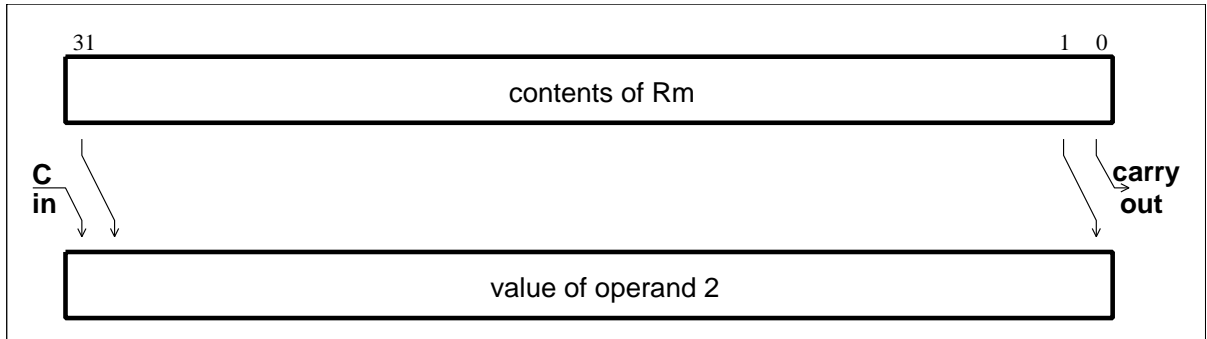 31 1 0
contents of Rm
C
in
carry
out
value of operand 2